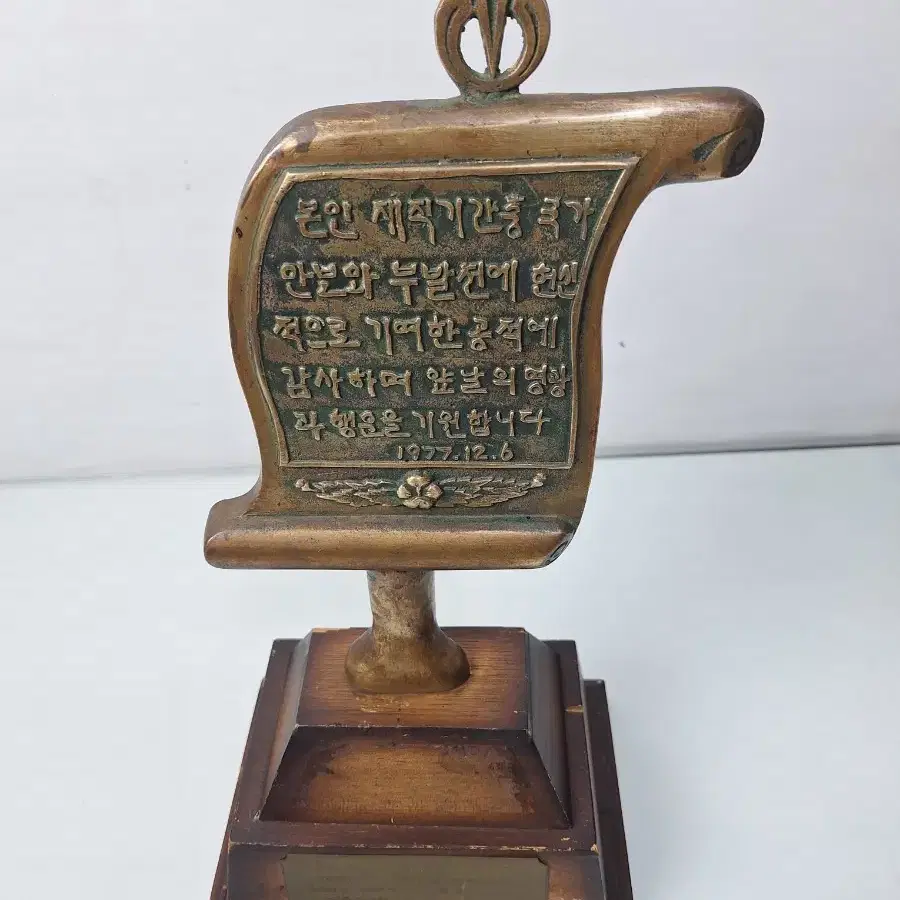 본인 재직기간중 국가
안보와 부발전에 헌신
적으로 기여한 공적에
감사하며 앞날의 영광
과 행운을 기원합니다
1977.12.6